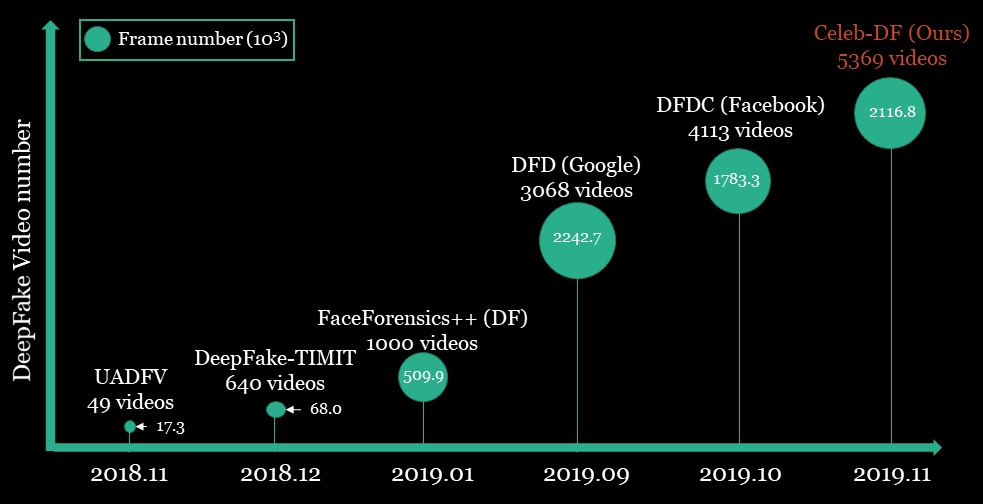 Frame number (10³)
DeepFake Video number
UADFV
49 videos
17.3
DeepFake-TIMIT
640 videos
68.0
FaceForensics++ (DF)
1000 videos
509.9
DFD (Google)
3068 videos
2242.7
DFDC (Facebook)
4113 videos
1783.3
Celeb-DF (Ours)
5369 videos
2116.8
2018.11
2018.12
2019.01
2019.09
2019.10
2019.11